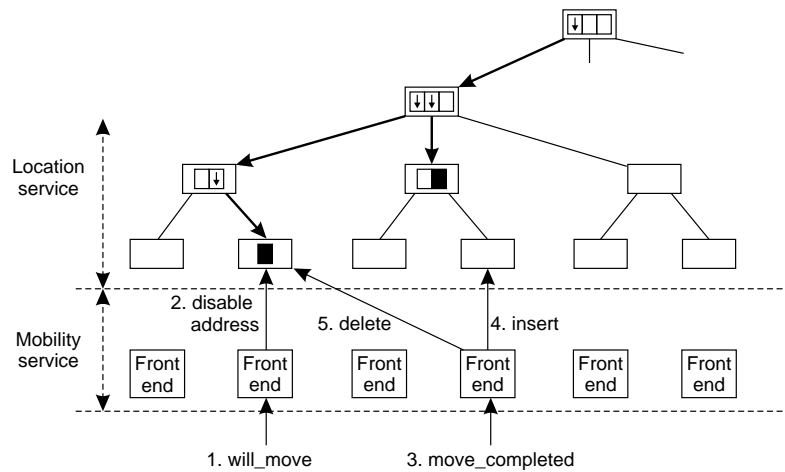 Location
service
2. disable
address
5. delete
4. insert
Mobility
service
Front
end
Front
end
Front
end
Front
end
Front
end
Front
end
1. will_move
3. move_completed